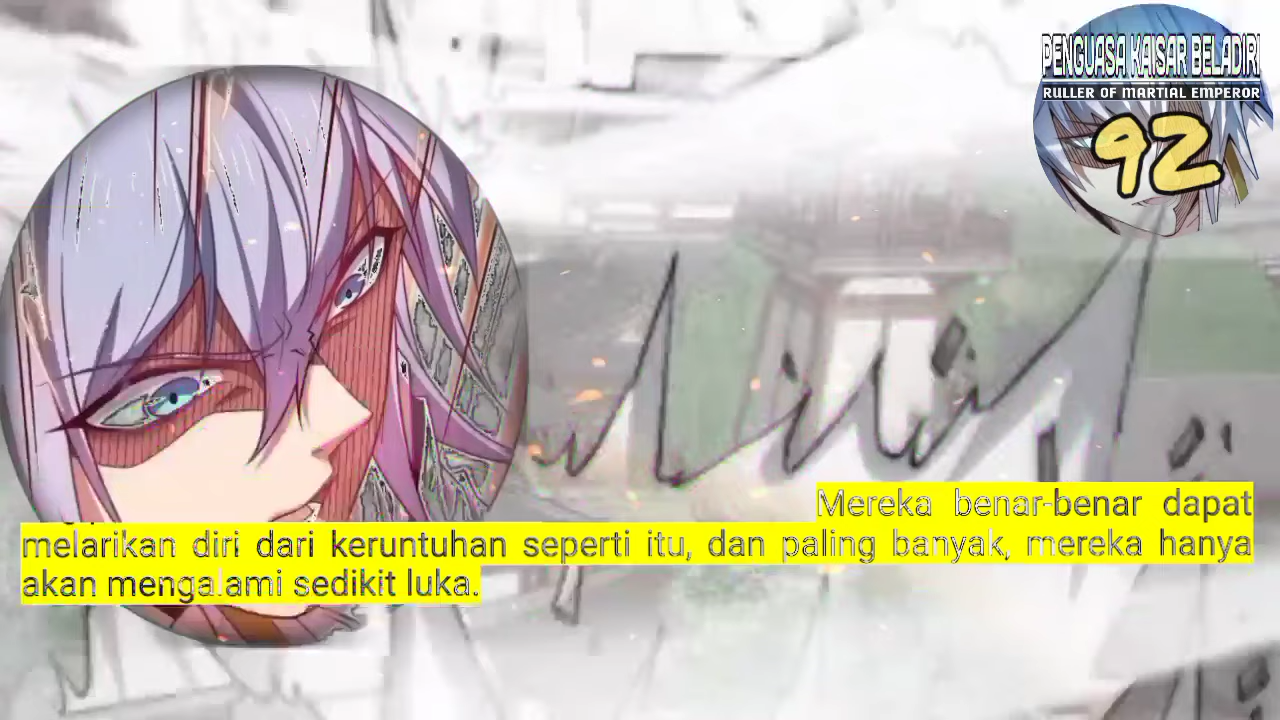 PENGUASA KAISAR BELADIRI
RULLER OF MARTIAL EMPEROR
92
Mereka benar-benar dapat
melarikan diri dari keruntuhan seperti itu, dan paling banyak, mereka hanya
akan mengalami sedikit luka.